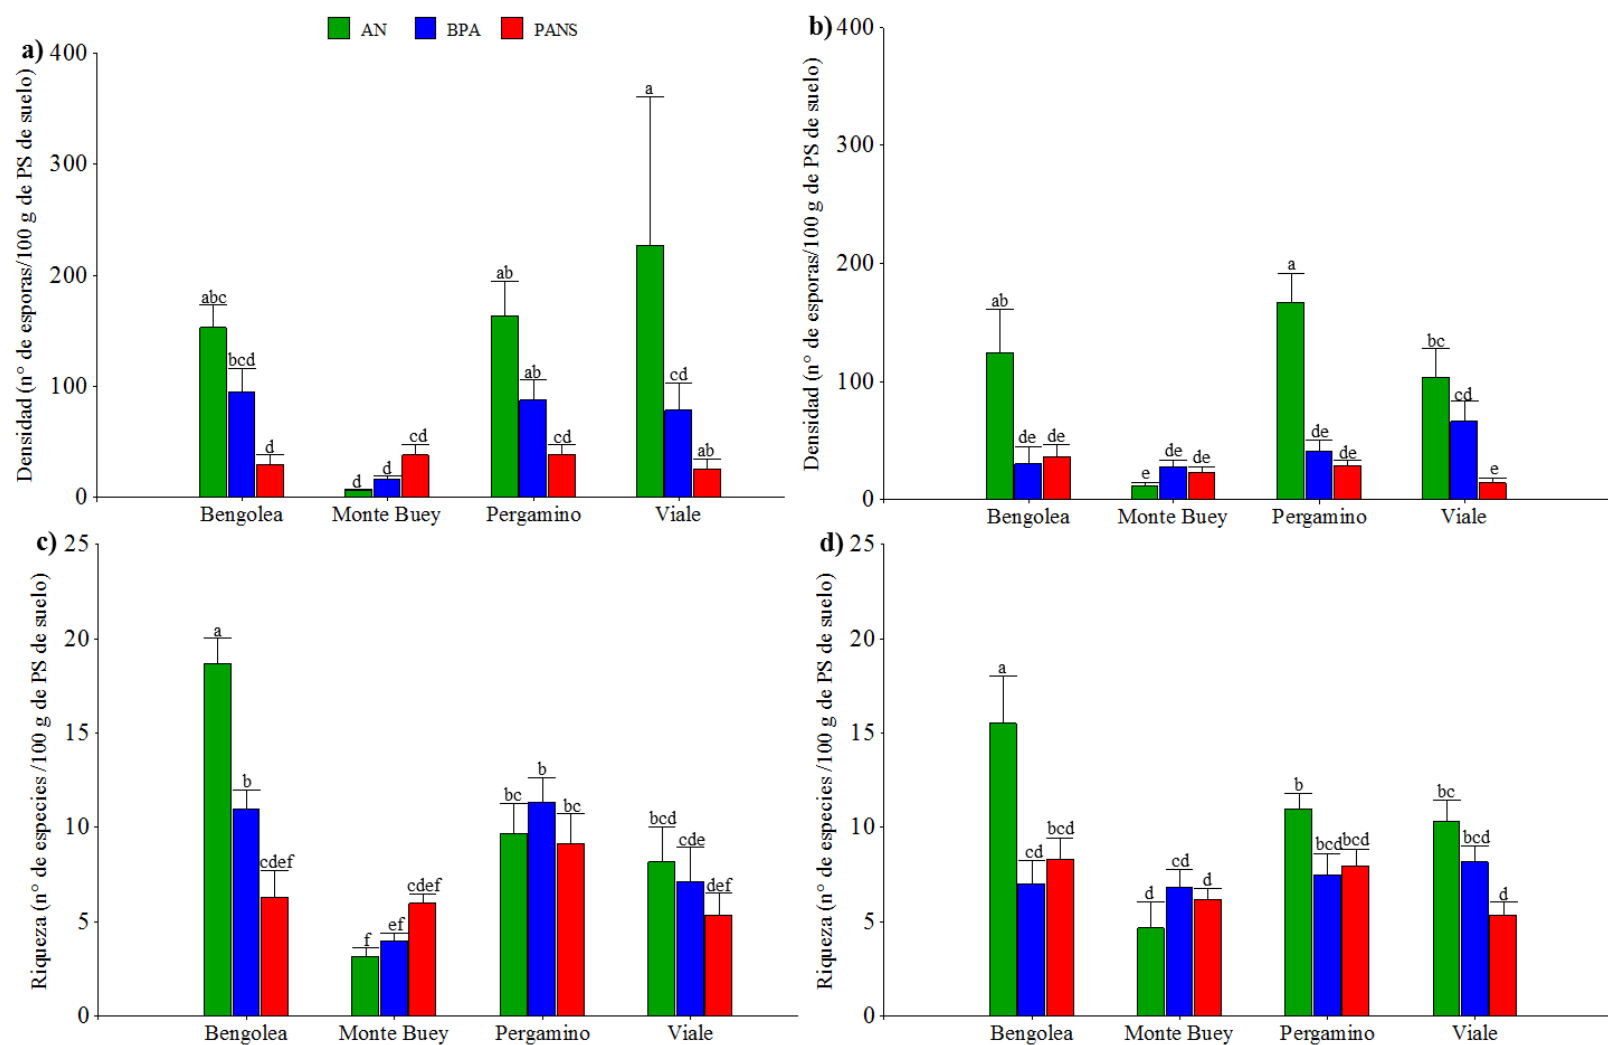 AN BPA PANS
a)
Densidad (n° de esporas/100 g de PS de suelo)
400
300
200
100
0
abc bcd d
d d cd
ab ab cd
a cd ab
Bengolea Monte Buey Pergamino Viale
b)
Densidad (n° de esporas/100 g de PS de suelo)
400
300
200
100
0
ab de de
e de de
a de de
bc cd e
Bengolea Monte Buey Pergamino Viale
c)
Riqueza (n° de especies /100 g de PS de suelo)
25
20
15
10
5
0
a b cdef
f ef cdef
bc b bc
bcd cde def
Bengolea Monte Buey Pergamino Viale
d)
Riqueza (n° de especies /100 g de PS de suelo)
25
20
15
10
5
0
a cd bcd
d cd d
b bcd bcd
bc bcd d
Bengolea Monte Buey Pergamino Viale